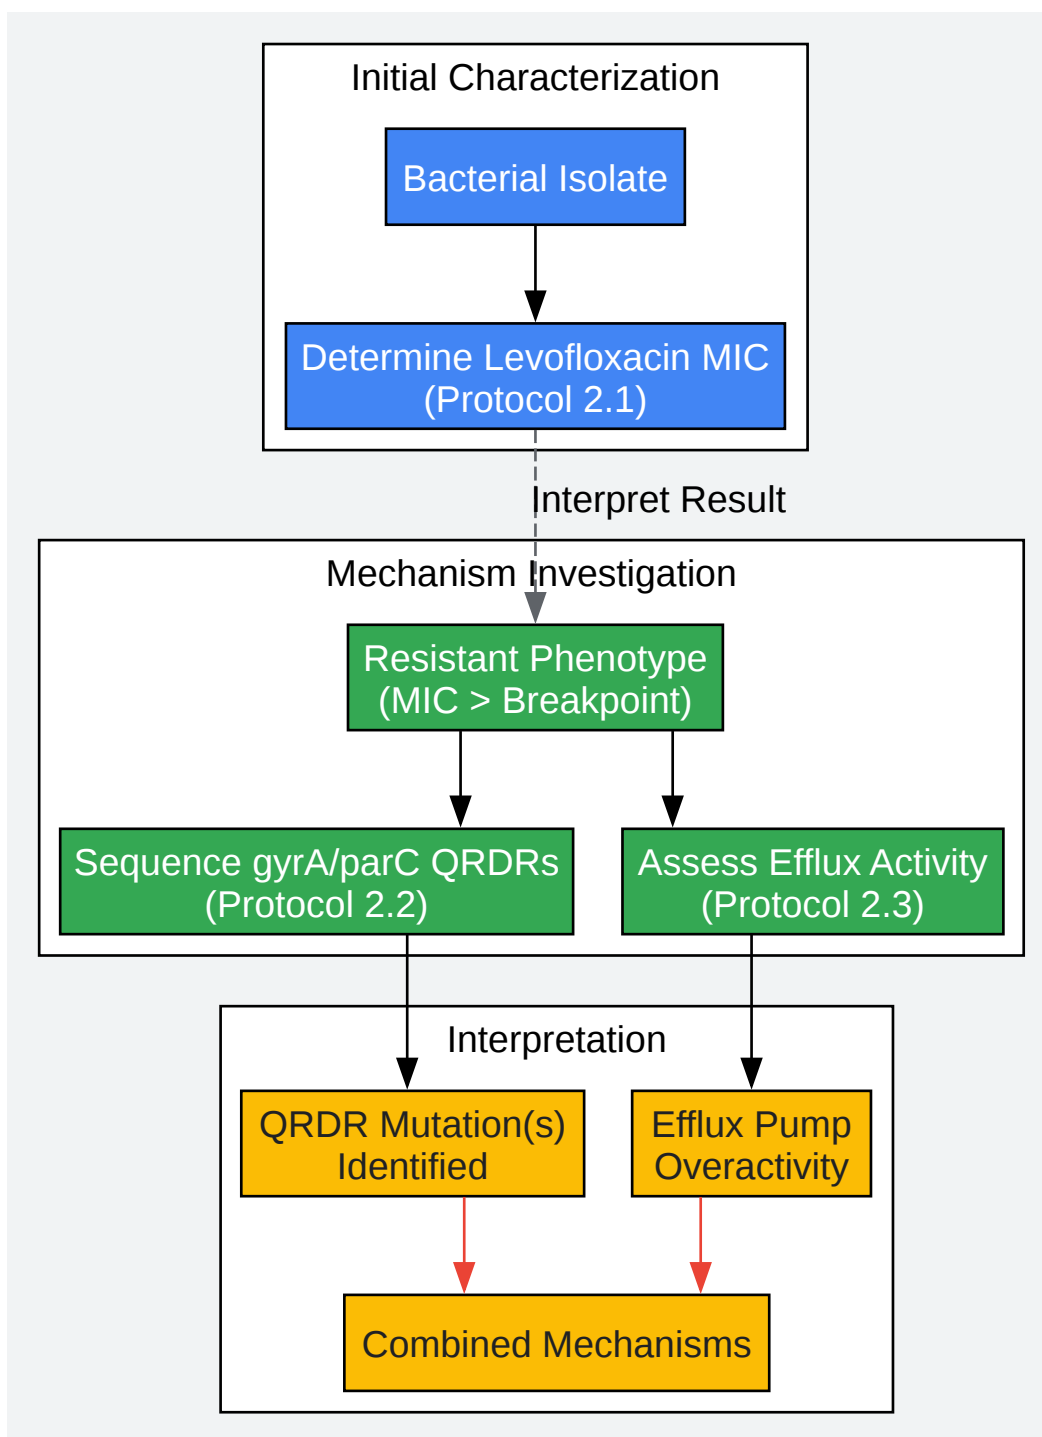 Initial Characterization
Bacterial Isolate
Determine Levofloxacin MIC
(Protocol 2.1)
Interpret Result
Mechanism Investigation
Resistant Phenotype
(MIC > Breakpoint)
Sequence gyrA/parC QRDRs
(Protocol 2.2)
Assess Efflux Activity
(Protocol 2.3)
Interpretation
QRDR Mutation(s)
Identified
Efflux Pump
Overactivity
Combined Mechanisms